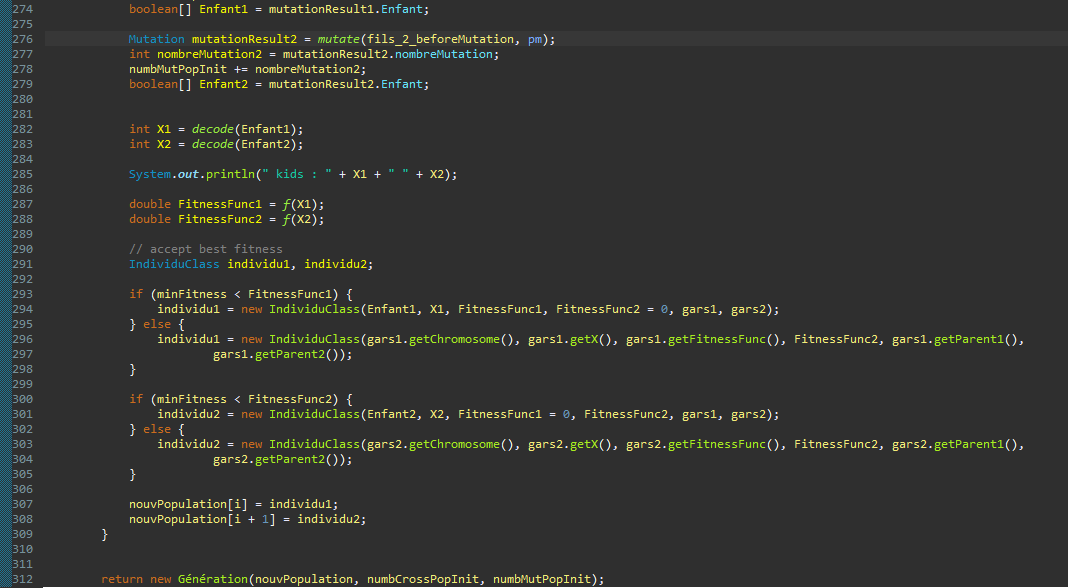 274 boolean[] Enfant1 = mutationResult1.Enfant;
275
276 Mutation mutationResult2 = mutate(fils_2_beforeMutation, pm);
277 int nombreMutation2 = mutationResult2.nombreMutation;
278 numbMutPopInit += nombreMutation2;
279 boolean[] Enfant2 = mutationResult2.Enfant;
280
281
282 int X1 = decode(Enfant1);
283 int X2 = decode(Enfant2);
284
285 System.out.println(" kids : " + X1 + " " + X2);
286
287 double FitnessFunc1 = f(X1);
288 double FitnessFunc2 = f(X2);
289
290 // accept best fitness
291 IndividuClass individu1, individu2;
292
293 if (minFitness < FitnessFunc1) {
294 individu1 = new IndividuClass(Enfant1, X1, FitnessFunc1, FitnessFunc2 = 0, gars1, gars2);
295 } else {
296 individu1 = new IndividuClass(gars1.getChromosome(), gars1.getX(), gars1.getFitnessFunc(), FitnessFunc2, gars1.getParent1(),
297 gars1.getParent2());
298 }
299
300 if (minFitness < FitnessFunc2) {
301 individu2 = new IndividuClass(Enfant2, X2, FitnessFunc1 = 0, FitnessFunc2, gars1, gars2);
302 } else {
303 individu2 = new IndividuClass(gars2.getChromosome(), gars2.getX(), gars2.getFitnessFunc(), FitnessFunc2, gars2.getParent1(),
304 gars2.getParent2());
305 }
306
307 nouvPopulation[i] = individu1;
308 nouvPopulation[i + 1] = individu2;
309 }
310
311
312 return new Génération(nouvPopulation, numbCrossPopInit, numbMutPopInit);